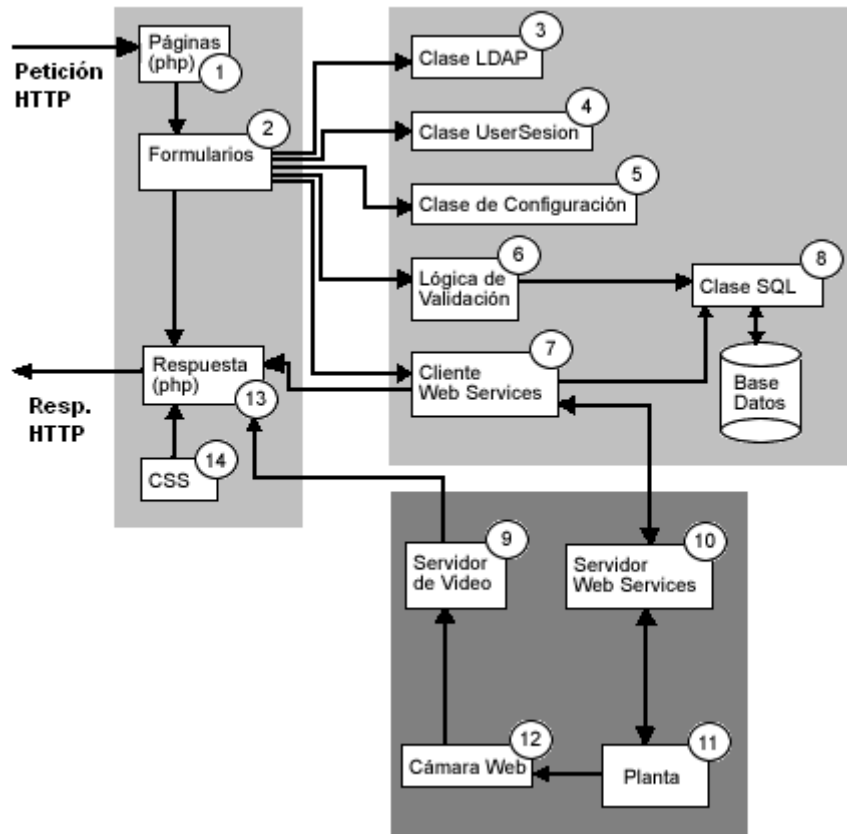 Páginas
(php)
1
Petición
HTTP
Formularios
2
Clase LDAP
3
Clase UserSesion
4
Clase de Configuración
5
Lógica de
Validación
6
Clase SQL
8
Base
Datos
Cliente
Web Services
7
Respuesta
(php)
13
Resp.
HTTP
CSS
14
Servidor
de Video
9
Servidor
Web Services
10
Cámara Web
12
Planta
11